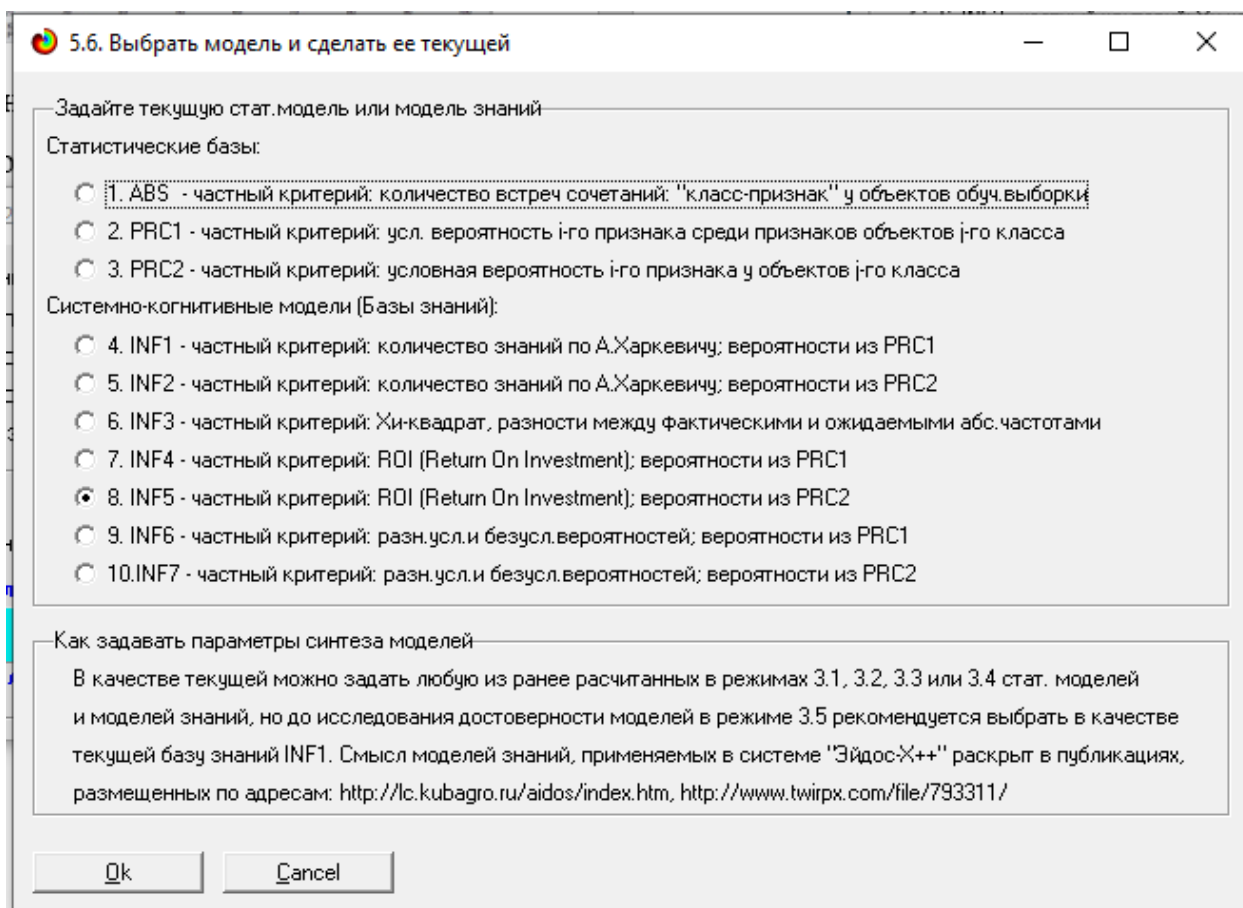 5.6. Выбрать модель и сделать ее текущей
Задайте текущую стат.модель или модель знаний
Статистические базы:
1. ABS - частный критерий: количество встреч сочетаний: "класс-признак" у объектов обуч.выборки
2. PRC1 - частный критерий: усл. вероятность i-го признака среди признаков объектов j-го класса
3. PRC2 - частный критерий: условная вероятность i-го признака у объектов j-го класса
Системно-когнитивные модели (Базы знаний):
4. INF1 - частный критерий: количество знаний по А.Харкевичу; вероятности из PRC1
5. INF2 - частный критерий: количество знаний по А.Харкевичу; вероятности из PRC2
6. INF3 - частный критерий: Хи-квадрат, разности между фактическими и ожидаемыми абс.частотами
7. INF4 - частный критерий: ROI (Return On Investment); вероятности из PRC1
8. INF5 - частный критерий: ROI (Return On Investment); вероятности из PRC2
9. INF6 - частный критерий: разн.усл.и безусл.вероятностей; вероятности из PRC1
10.INF7 - частный критерий: разн.усл.и безусл.вероятностей; вероятности из PRC2
Как задавать параметры синтеза моделей
В качестве текущей можно задать любую из ранее расчитанных в режимах 3.1, 3.2, 3.3 или 3.4 стат. моделей
и моделей знаний, но до исследования достоверности моделей в режиме 3.5 рекомендуется выбрать в качестве
текущей базу знаний INF1. Смысл моделей знаний, применяемых в системе "Эйдос-X++" раскрыт в публикациях,
размещенных по адресам: http://lc.kubagro.ru/aidos/index.htm, http://www.twirpx.com/file/793311/
Ok
Cancel